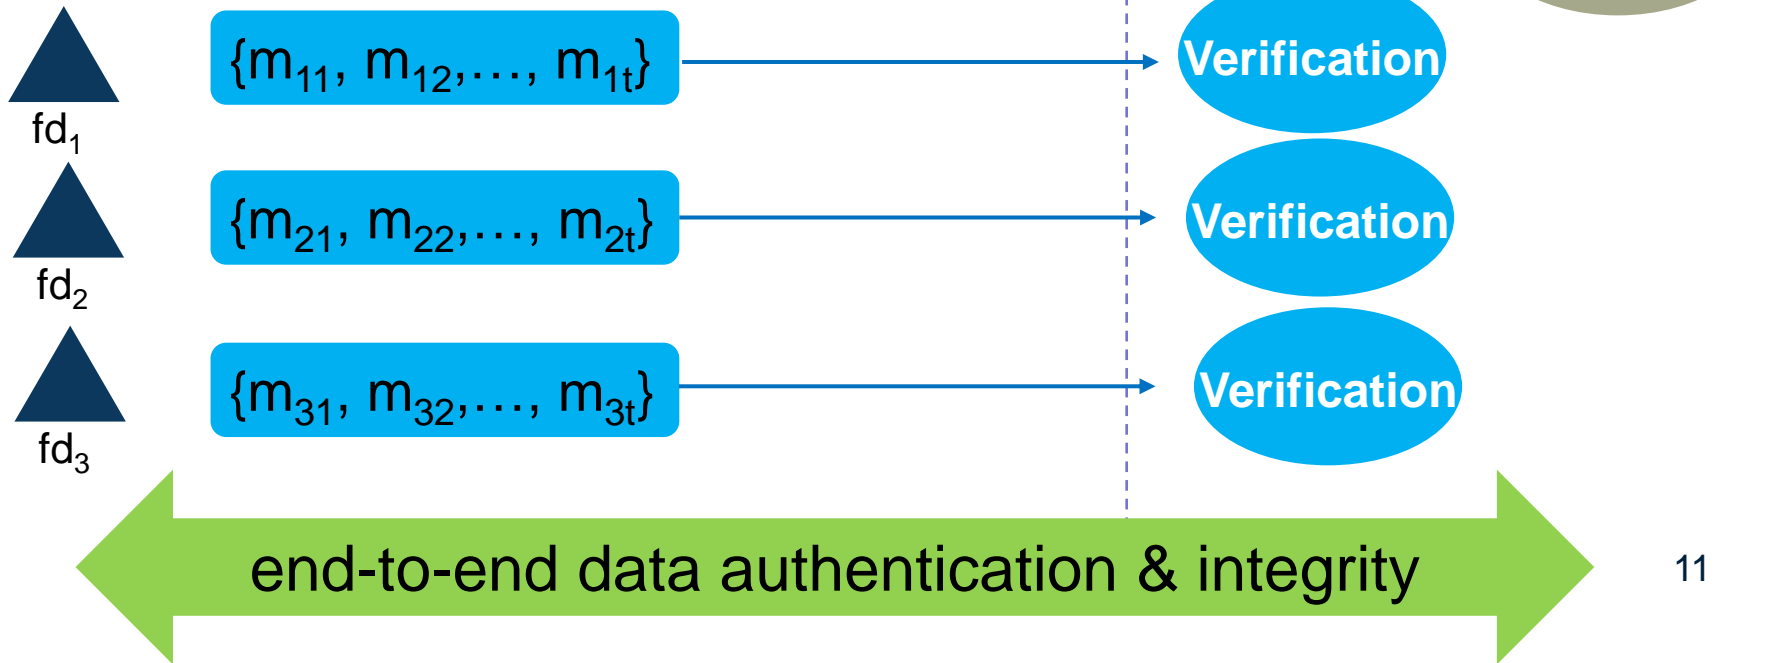 {m₁₁, m₁₂,…, m₁ₜ} Verification
fd₁
{m₂₁, m₂₂,…, m₂ₜ} Verification
fd₂
{m₃₁, m₃₂,…, m₃ₜ} Verification
fd₃
end-to-end data authentication & integrity
11